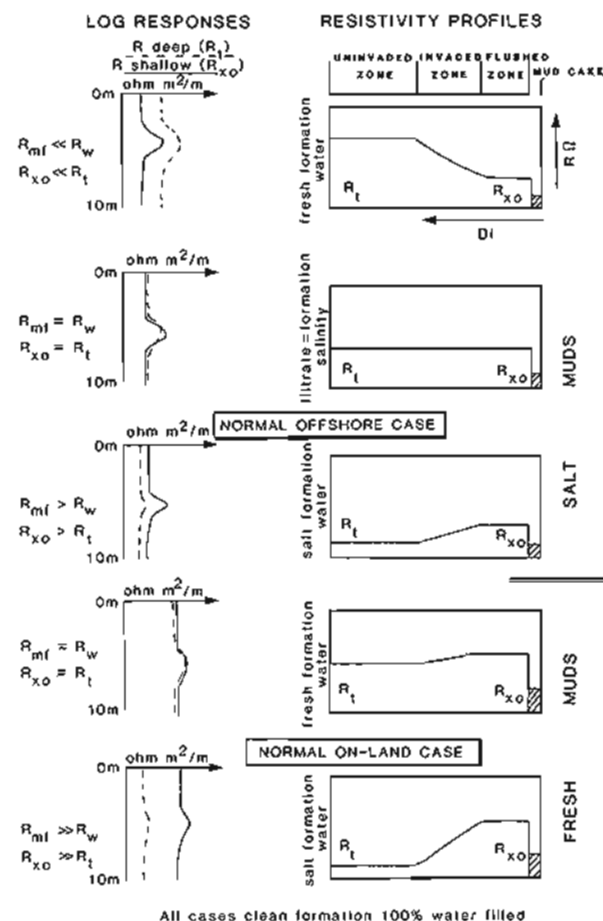 LOG RESPONSES
R deep (Rt)
R shallow (Rxo)
ohm m²/m
0m
Rmf << Rw
Rxo << Rt
10m
RESISTIVITY PROFILES
UNINVADED INVADED FLUSHED
ZONE ZONE ZONE
MUD CAKE
fresh formation
water
Rt
Rxo
RΩ
Di
ohm m²/m
0m
Rmf = Rw
Rxo = Rt
10m
filtrate = formation
salinity
Rt
Rxo
MUDS
NORMAL OFFSHORE CASE
ohm m²/m
0m
Rmf > Rw
Rxo > Rt
10m
salt formation
water
Rt
Rxo
SALT
ohm m²/m
0m
Rmf = Rw
Rxo = Rt
10m
fresh formation
water
Rt
Rxo
MUDS
NORMAL ON-LAND CASE
ohm m²/m
0m
Rmf >> Rw
Rxo >> Rt
10m
salt formation
water
Rt
Rxo
FRESH
All cases clean formation 100% water filled